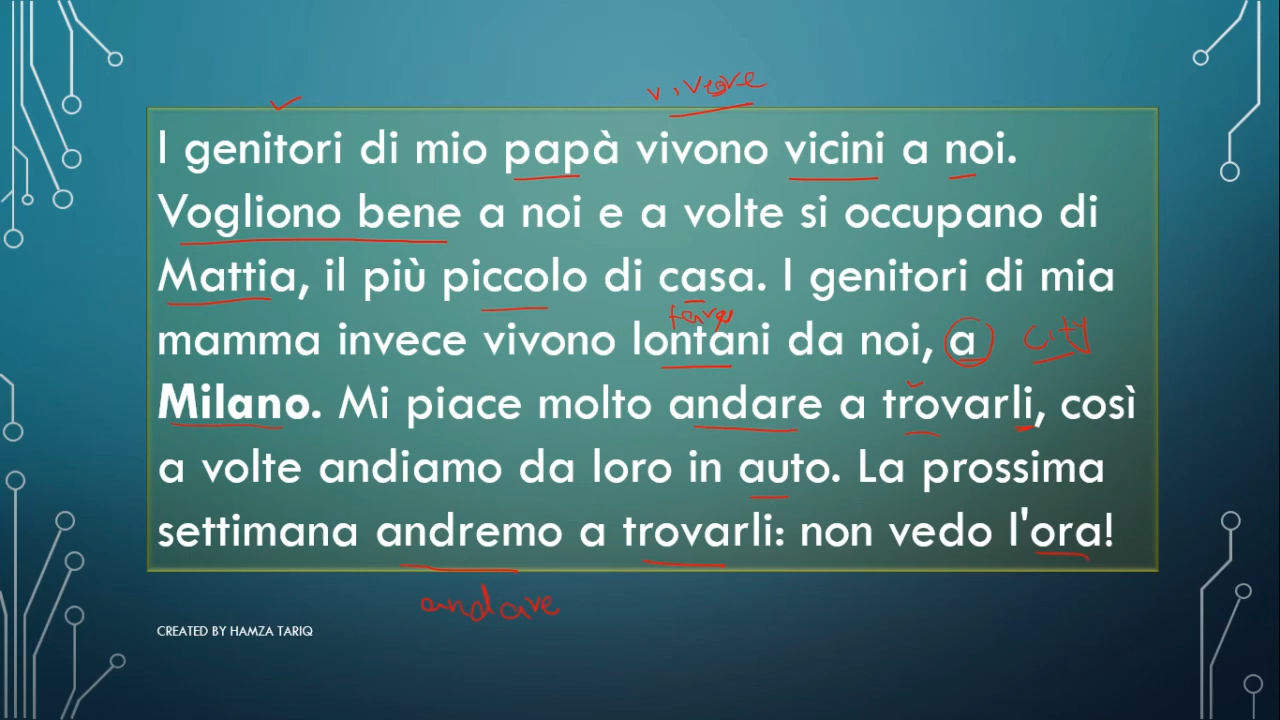 vivere
I genitori di mio papà vivono vicini a noi.
Vogliono bene a noi e a volte si occupano di
Mattia, il più piccolo di casa. I genitori di mia
mamma invece vivono lontani da noi, a city
Milano. Mi piace molto andare a trovarli, così
a volte andiamo da loro in auto. La prossima
settimana andremo a trovarli: non vedo l'ora!
andare
CREATED BY HAMZA TARIQ